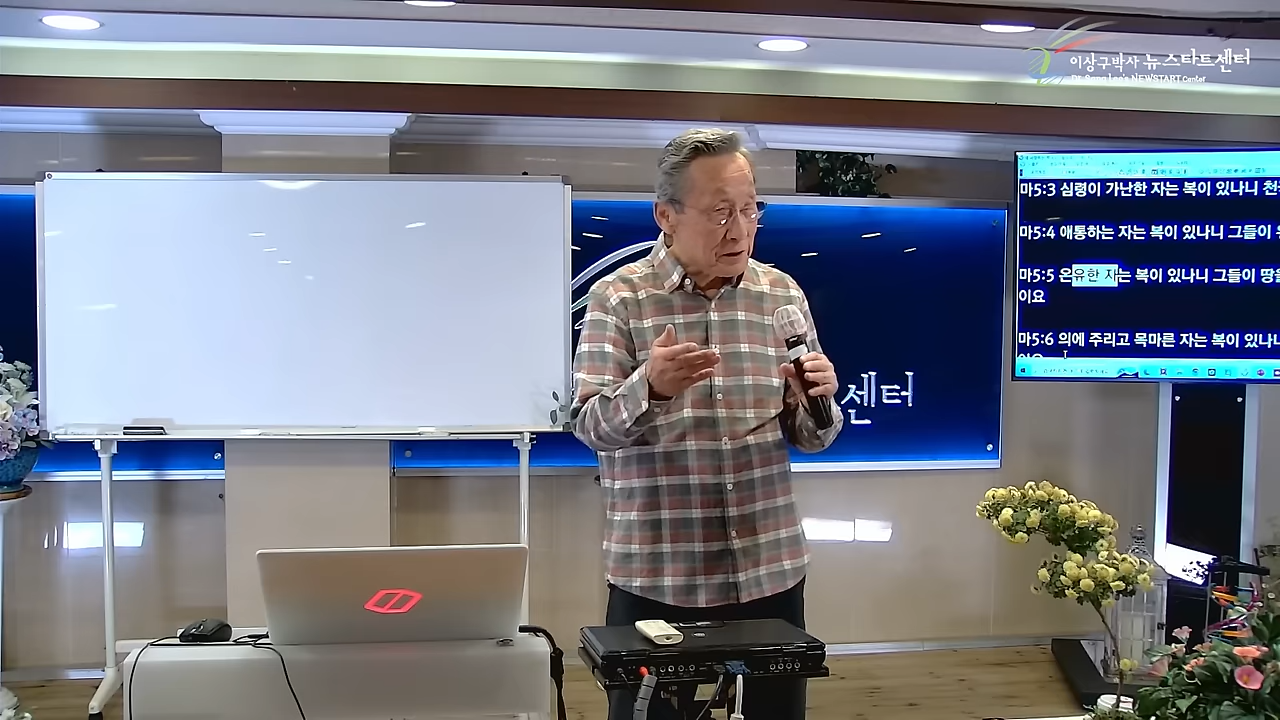 이상구박사 뉴스타트센터
Dr. Sang Lee's NEWSTART Center
마5:3 심령이 가난한 자는 복이 있나니 천
마5:4 애통하는 자는 복이 있나니 그들이
마5:5 온유한 자는 복이 있나니 그들이 땅을
이요
마5:6 의에 주리고 목마른 자는 복이 있나니
센터